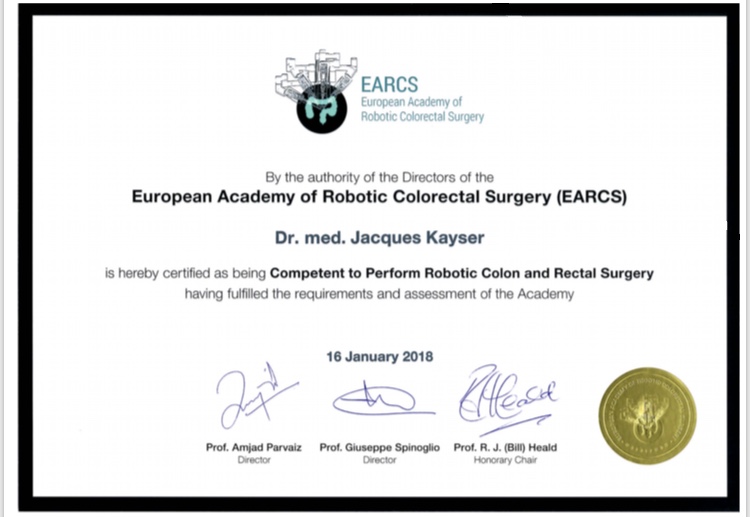 EARCS
European Academy of
Robotic Colorectal Surgery
By the authority of the Directors of the
European Academy of Robotic Colorectal Surgery (EARCS)
Dr. med. Jacques Kayser
is hereby certified as being Competent to Perform Robotic Colon and Rectal Surgery
having fulfilled the requirements and assessment of the Academy
16 January 2018
Prof. Amjad Parvaiz Prof. Giuseppe Spinoglio Prof. R. J. (Bill) Heald
Director Director Honorary Chair